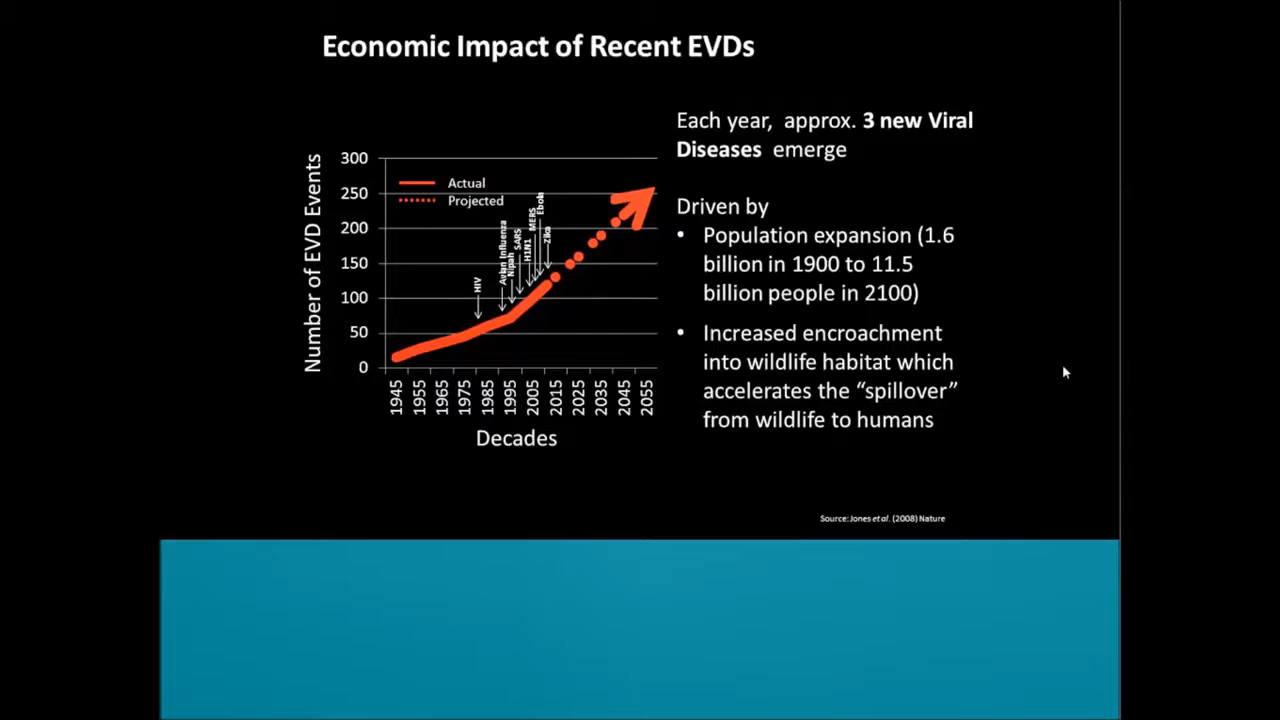 Economic Impact of Recent EVDs
Each year, approx. 3 new Viral
Diseases emerge
Driven by
• Population expansion (1.6
billion in 1900 to 11.5
billion people in 2100)
• Increased encroachment
into wildlife habitat which
accelerates the “spillover”
from wildlife to humans
Number of EVD Events
300
250
200
150
100
50
0
Actual
Projected
HIV
Avian Influenza
Nipah
SARS
H1N1
MERS
Ebola
Zika
1945
1955
1965
1975
1985
1995
2005
2015
2025
2035
2045
2055
Decades
Source: Jones et al. (2008) Nature